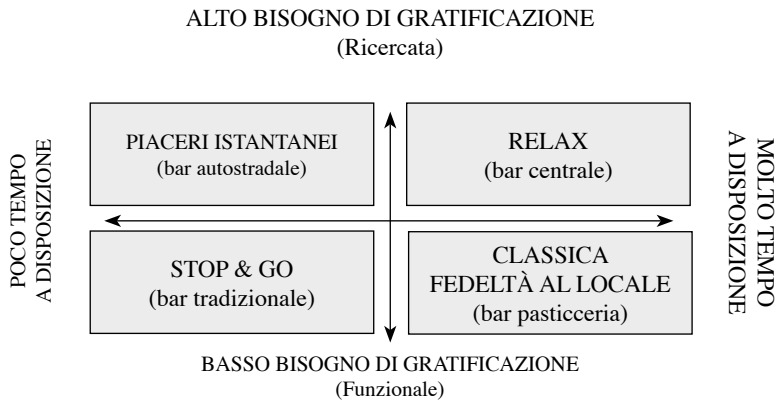 ALTO BISOGNO DI GRATIFICAZIONE
(Ricercata)
PIACERI ISTANTANEI
(bar autostradale)
RELAX
(bar centrale)
POCO TEMPO
A DISPOSIZIONE
MOLTO TEMPO
A DISPOSIZIONE
STOP & GO
(bar tradizionale)
CLASSICA
FEDELTÀ AL LOCALE
(bar pasticceria)
BASSO BISOGNO DI GRATIFICAZIONE
(Funzionale)